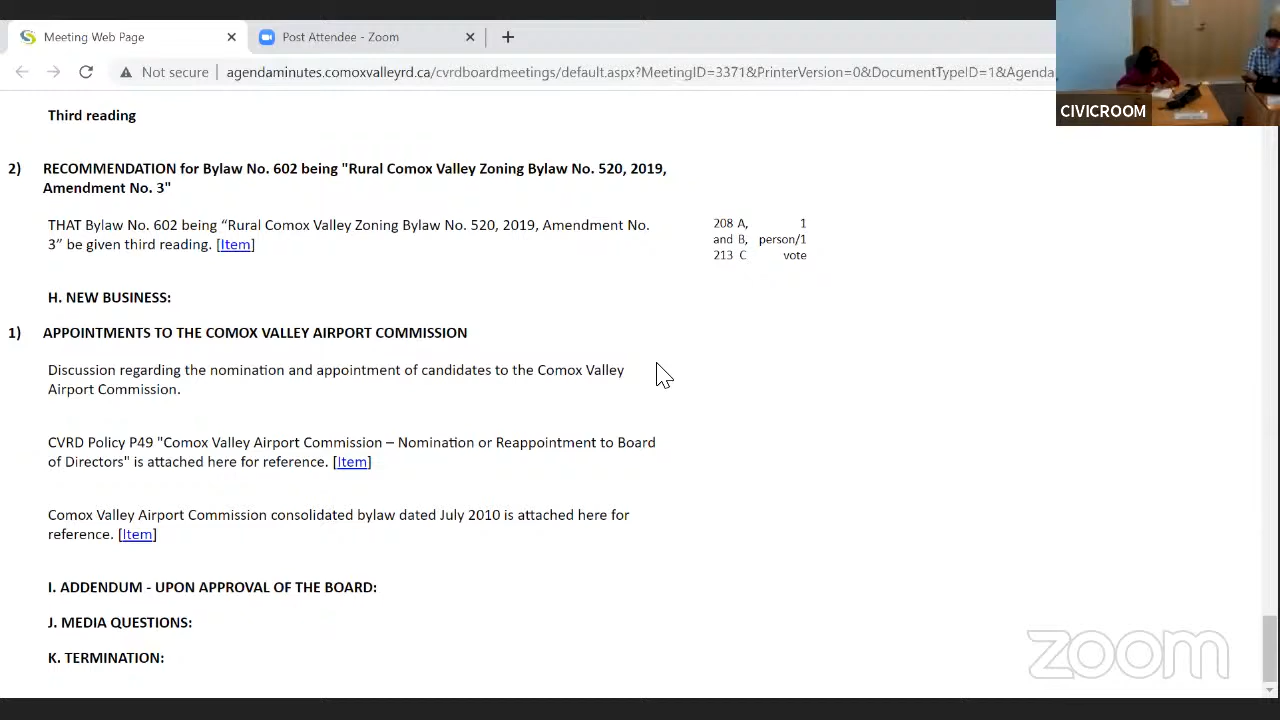 Meeting Web Page
Post Attendee - Zoom
Not secure
agendaminutes.comoxvalleyrd.ca/cvrdboardmeetings/default.aspx?MeetingID=3371&PrinterVersion=0&DocumentTypeID=1&Agenda
CIVICROOM
Third reading
2) RECOMMENDATION for Bylaw No. 602 being "Rural Comox Valley Zoning Bylaw No. 520, 2019,
Amendment No. 3"
THAT Bylaw No. 602 being “Rural Comox Valley Zoning Bylaw No. 520, 2019, Amendment No.
3” be given third reading. [Item]
208 A, 1
and B, person/1
213 C vote
H. NEW BUSINESS:
1) APPOINTMENTS TO THE COMOX VALLEY AIRPORT COMMISSION
Discussion regarding the nomination and appointment of candidates to the Comox Valley
Airport Commission.
CVRD Policy P49 "Comox Valley Airport Commission – Nomination or Reappointment to Board
of Directors" is attached here for reference. [Item]
Comox Valley Airport Commission consolidated bylaw dated July 2010 is attached here for
reference. [Item]
I. ADDENDUM - UPON APPROVAL OF THE BOARD:
J. MEDIA QUESTIONS:
K. TERMINATION:
zoom